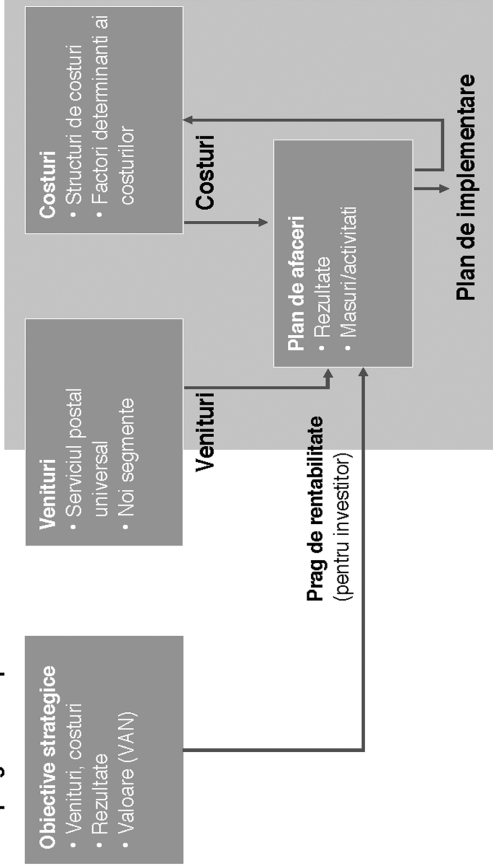 Obiective strategice
• Venituri, costuri
• Rezultate
• Valoare (VAN)
Venituri
• Serviciul postal
universal
• Noi segmente
Costuri
• Structuri de costuri
• Factori determinanti ai
costurilor
Venituri
Costuri
Prag de rentabilitate
(pentru investitor)
Plan de afaceri
• Rezultate
• Masuri/activitati
Plan de implementare